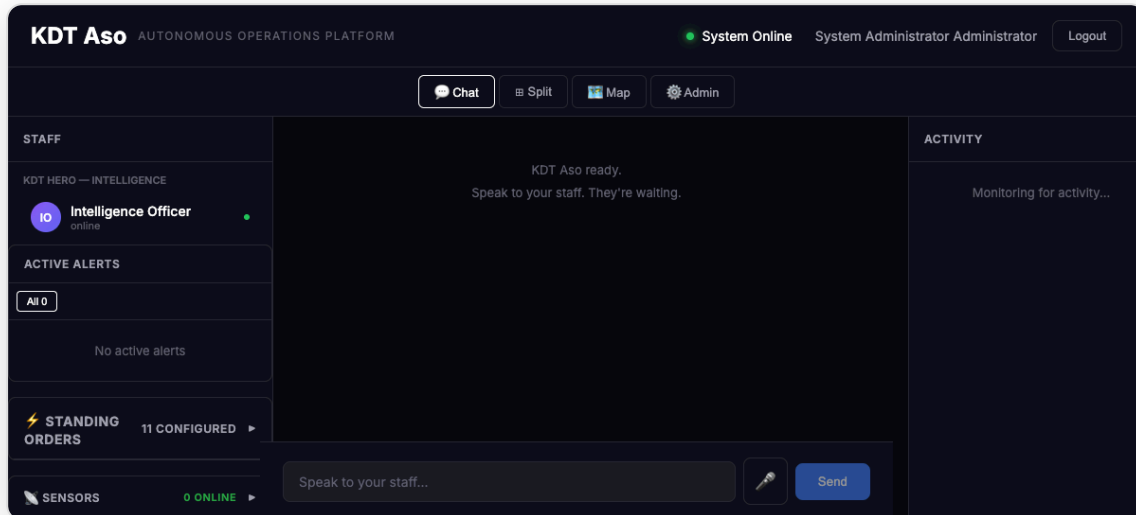 KDT Aso AUTONOMOUS OPERATIONS PLATFORM
System Online
System Administrator Administrator
Logout
Chat
Split
Map
Admin
STAFF
KDT HERO — INTELLIGENCE
IO
Intelligence Officer
online
ACTIVE ALERTS
All 0
No active alerts
STANDING
ORDERS
11 CONFIGURED
SENSORS
0 ONLINE
KDT Aso ready.
Speak to your staff. They're waiting.
Speak to your staff...
Send
ACTIVITY
Monitoring for activity...